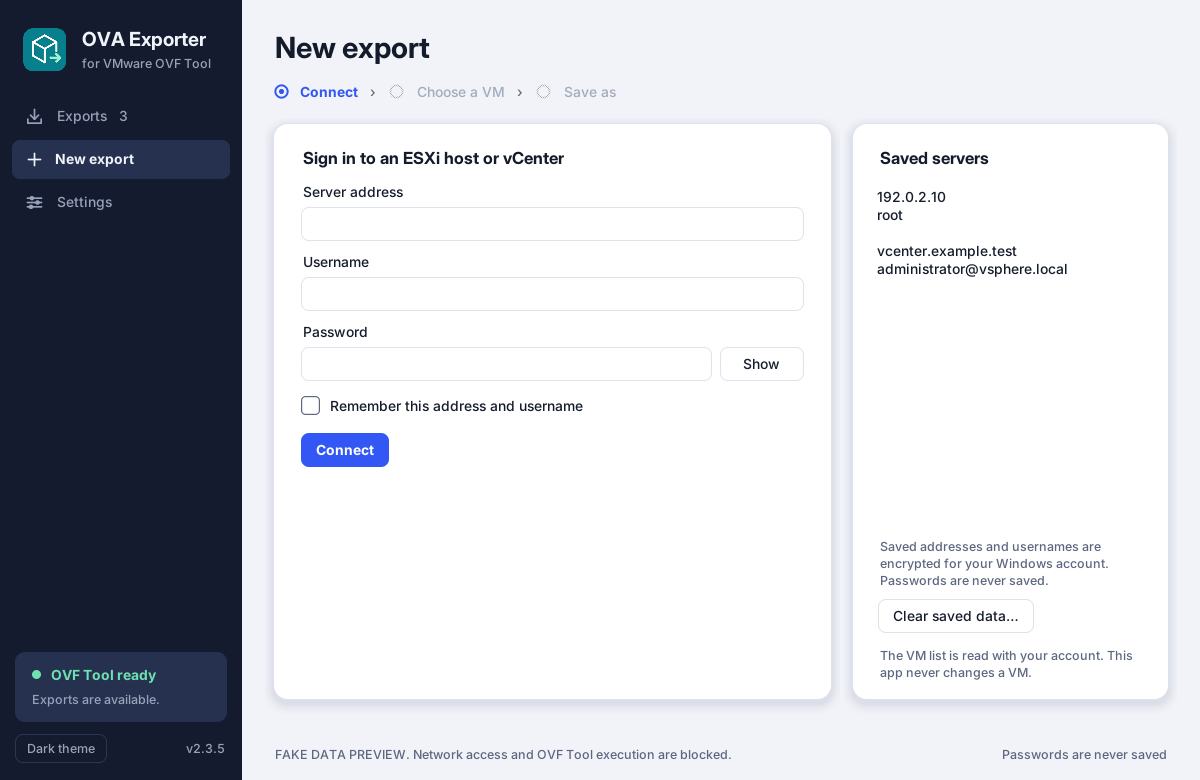 OVA Exporter
for VMware OVF Tool
Exports 3
New export
Settings
OVF Tool ready
Exports are available.
Dark theme
v2.3.5
New export
Connect › Choose a VM › Save as
Sign in to an ESXi host or vCenter
Server address
Username
Password
Show
Remember this address and username
Connect
Saved servers
192.0.2.10
root
vcenter.example.test
administrator@vsphere.local
Saved addresses and usernames are
encrypted for your Windows account.
Passwords are never saved.
Clear saved data...
The VM list is read with your account. This
app never changes a VM.
FAKE DATA PREVIEW. Network access and OVF Tool execution are blocked.
Passwords are never saved